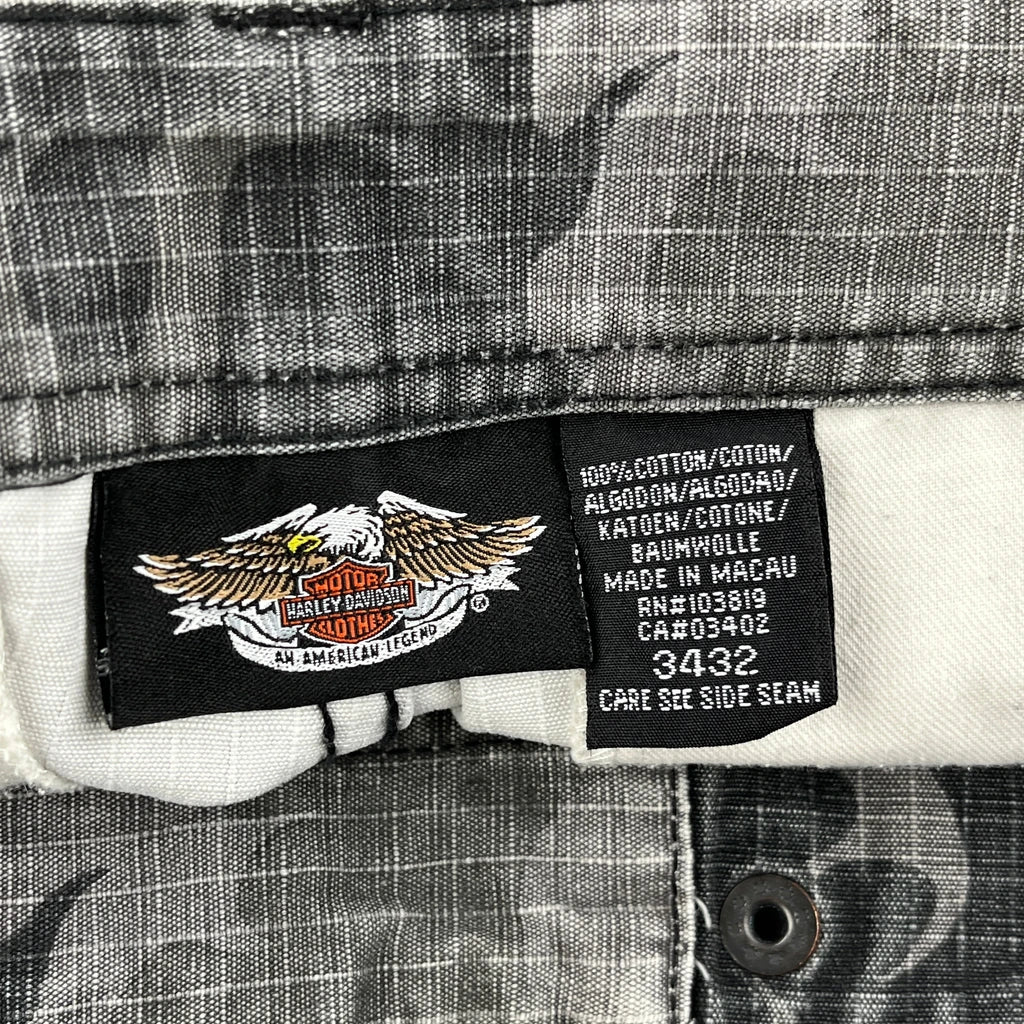 MOTOR
HARLEY-DAVIDSON
CLOTHES
®
AN AMERICAN LEGEND
100%COTTON/COTON/
ALGODON/ALGODAO/
KATOEN/COTONE/
BAUMWOLLE
MADE IN MACAU
RN#103819
CA#03402
3432
CARE SEE SIDE SEAM